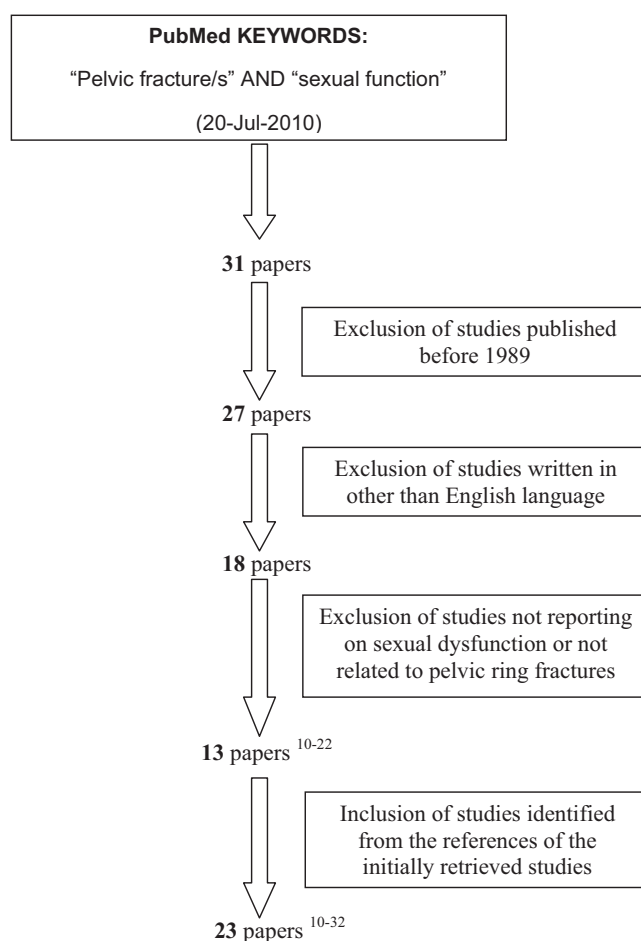 PubMed KEYWORDS:
“Pelvic fracture/s” AND “sexual function”
(20-Jul-2010)
31 papers
Exclusion of studies published
before 1989
27 papers
Exclusion of studies written in
other than English language
18 papers
Exclusion of studies not reporting
on sexual dysfunction or not
related to pelvic ring fractures
13 papers 10-22
Inclusion of studies identified
from the references of the
initially retrieved studies
23 papers 10-32